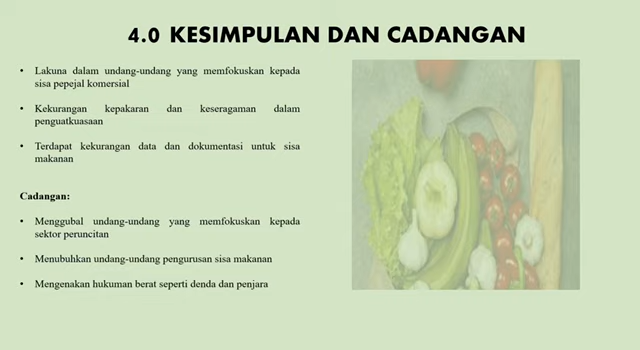 4.0 KESIMPULAN DAN CADANGAN
• Lakuna dalam undang-undang yang memfokuskan kepada
sisa pepejal komersial
• Kekurangan kepakaran dan keseragaman dalam
penguatkuasaan
• Terdapat kekurangan data dan dokumentasi untuk sisa
makanan
Cadangan:
• Menggubal undang-undang yang memfokuskan kepada
sektor peruncitan
• Menubuhkan undang-undang pengurusan sisa makanan
• Mengenakan hukuman berat seperti denda dan penjara